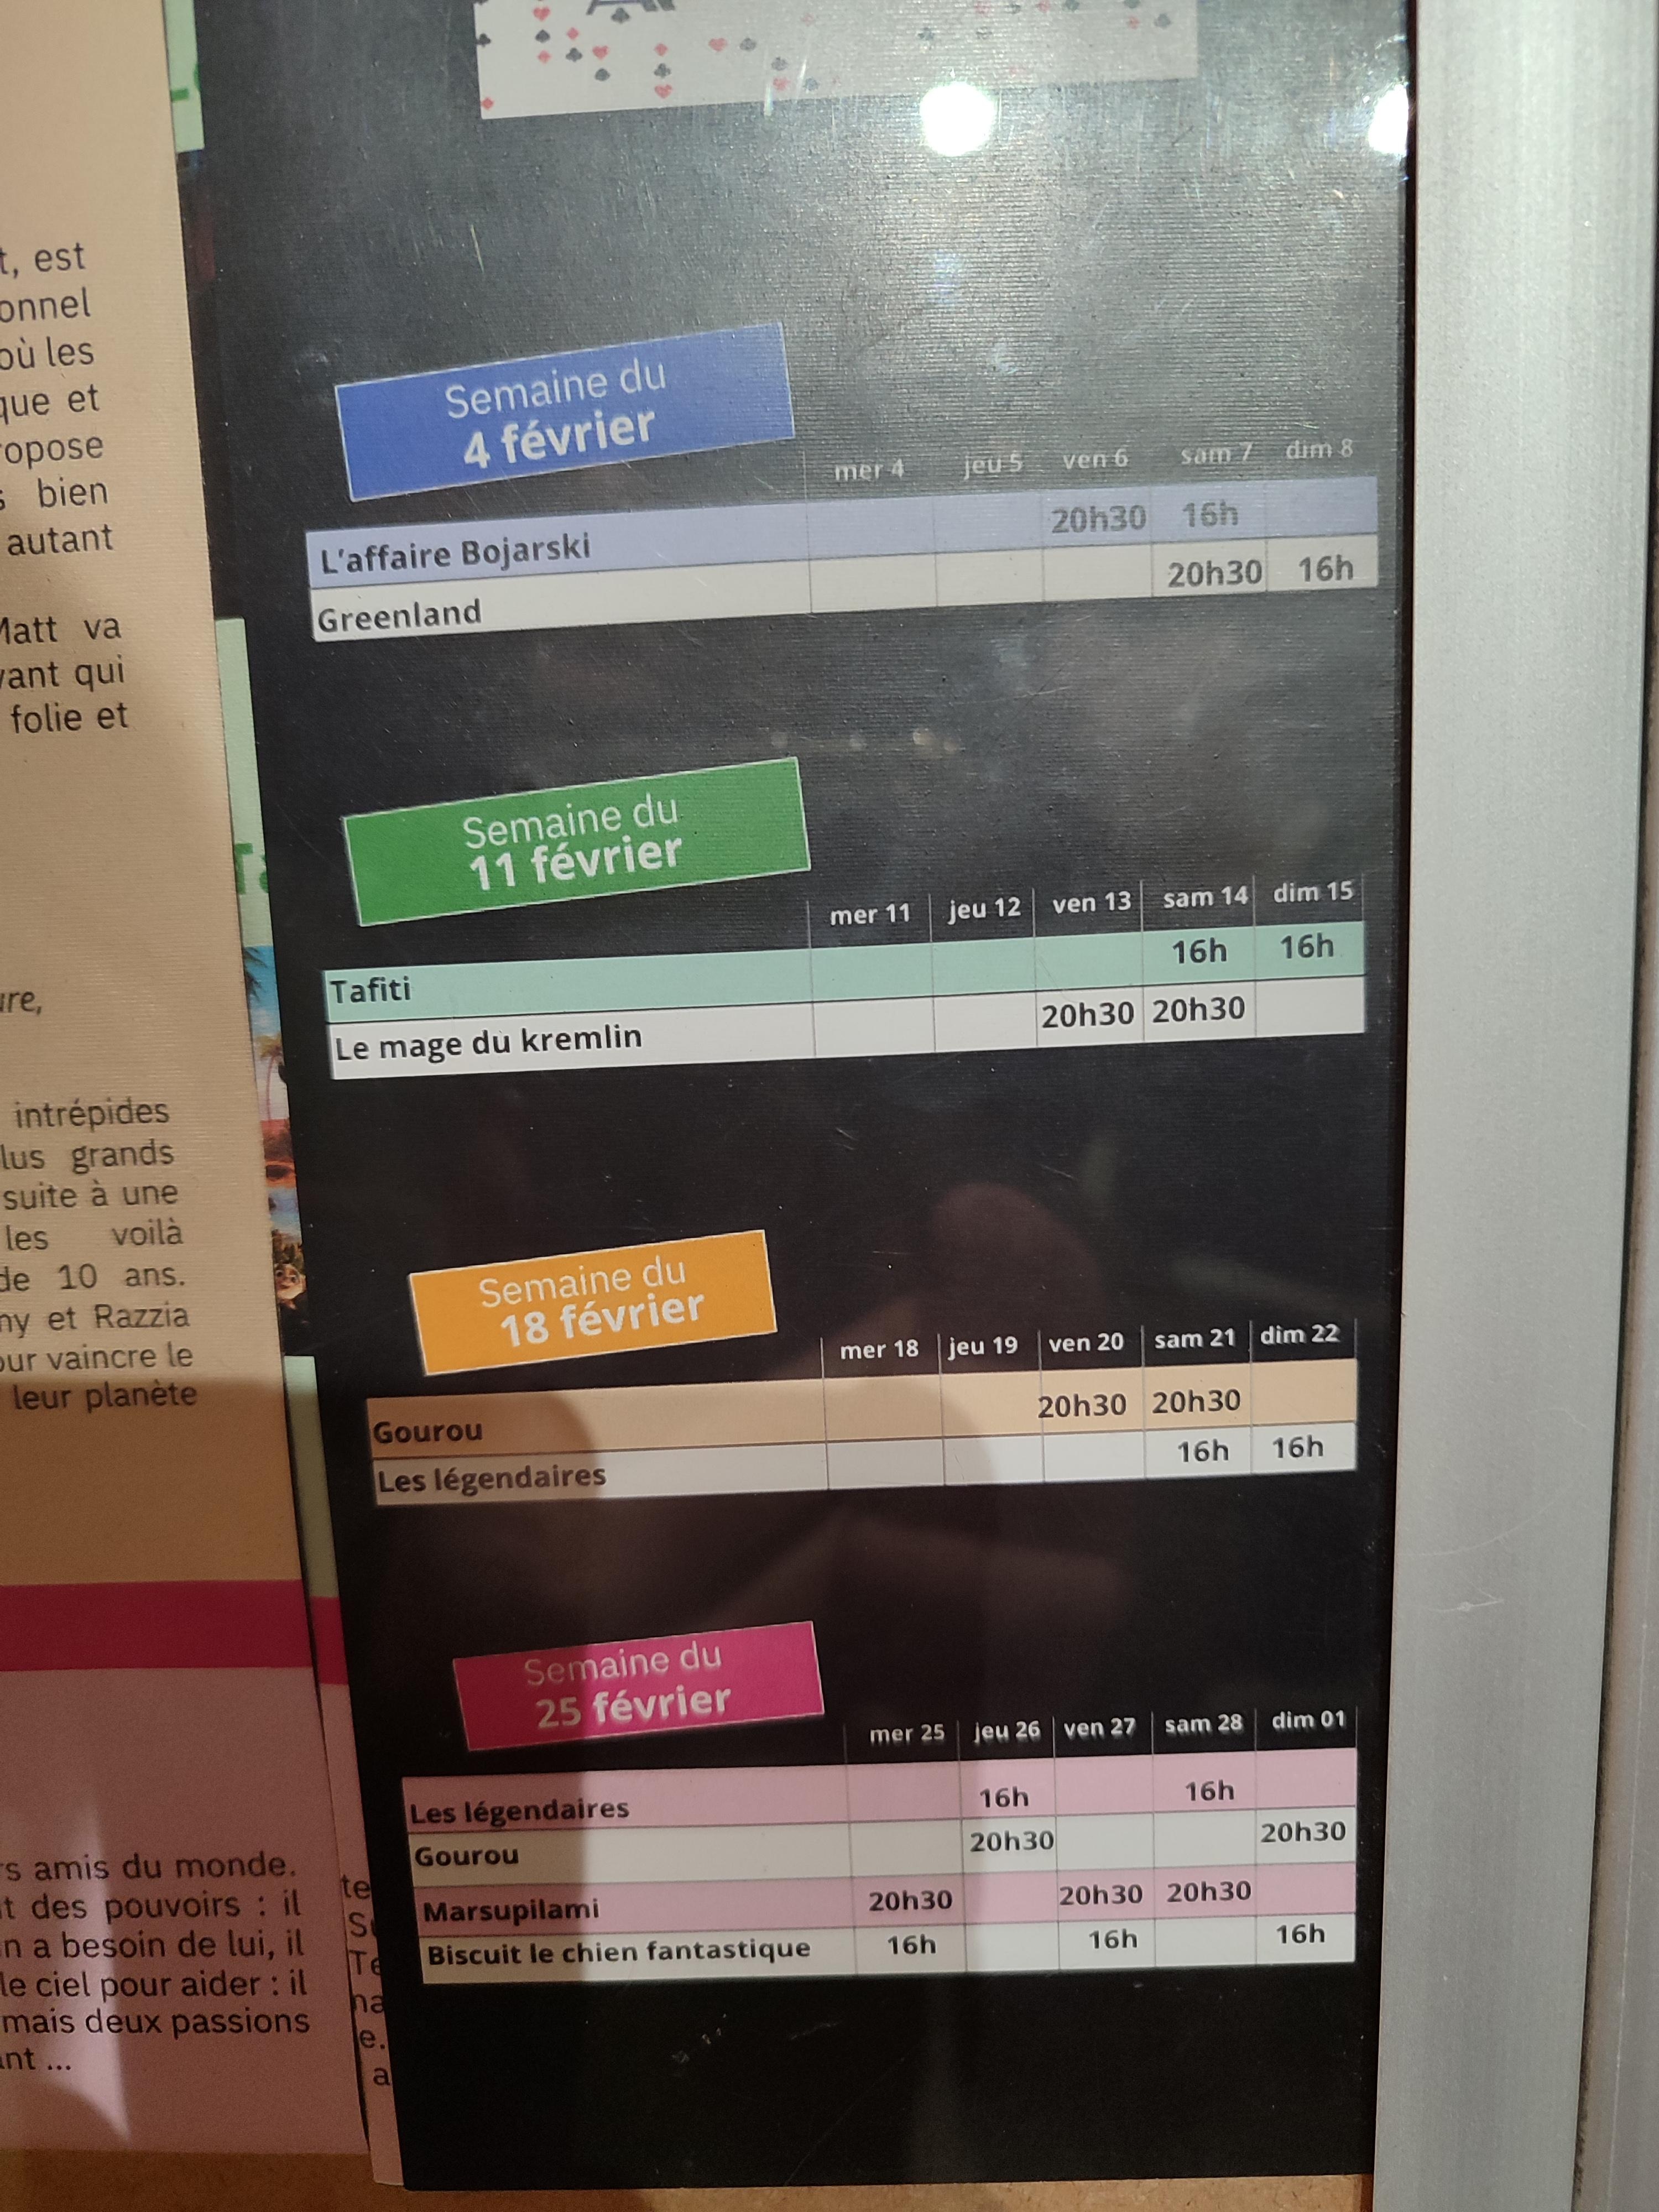 t, est
onnel
où les
que et
ropose
s bien
autant
Matt va
vant qui
folie et
ure,
intrépides
lus grands
suite à une
les voilà
de 10 ans.
ny et Razzia
our vaincre le
leur planète
rs amis du monde.
t des pouvoirs : il
n a besoin de lui, il
le ciel pour aider : il
mais deux passions
ant ...
te
Te
na
e.
a
Semaine du
4 février
mer 4 jeu 5 ven 6 sam 7 dim 8
L'affaire Bojarski 20h30 16h
Greenland 20h30 16h
Semaine du
11 février
mer 11 jeu 12 ven 13 sam 14 dim 15
Tafiti 16h 16h
Le mage du kremlin 20h30 20h30
Semaine du
18 février
mer 18 jeu 19 ven 20 sam 21 dim 22
Gourou 20h30 20h30
Les légendaires 16h 16h
Semaine du
25 février
mer 25 jeu 26 ven 27 sam 28 dim 01
Les légendaires 16h 16h
Gourou 20h30 20h30
Marsupilami 20h30 20h30 20h30
Biscuit le chien fantastique 16h 16h 16h